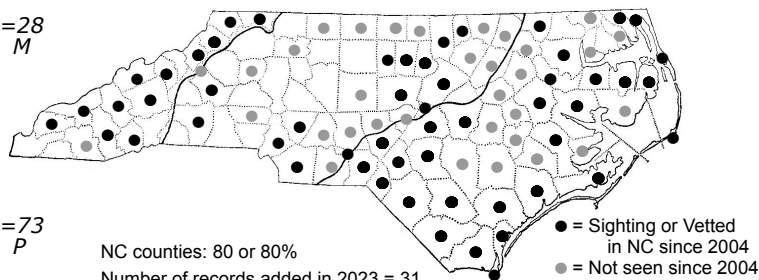 =28
M
=73
P
NC counties: 80 or 80%
Number of records added in 2023 = 31
● = Sighting or Vetted
in NC since 2004
● = Not seen since 2004